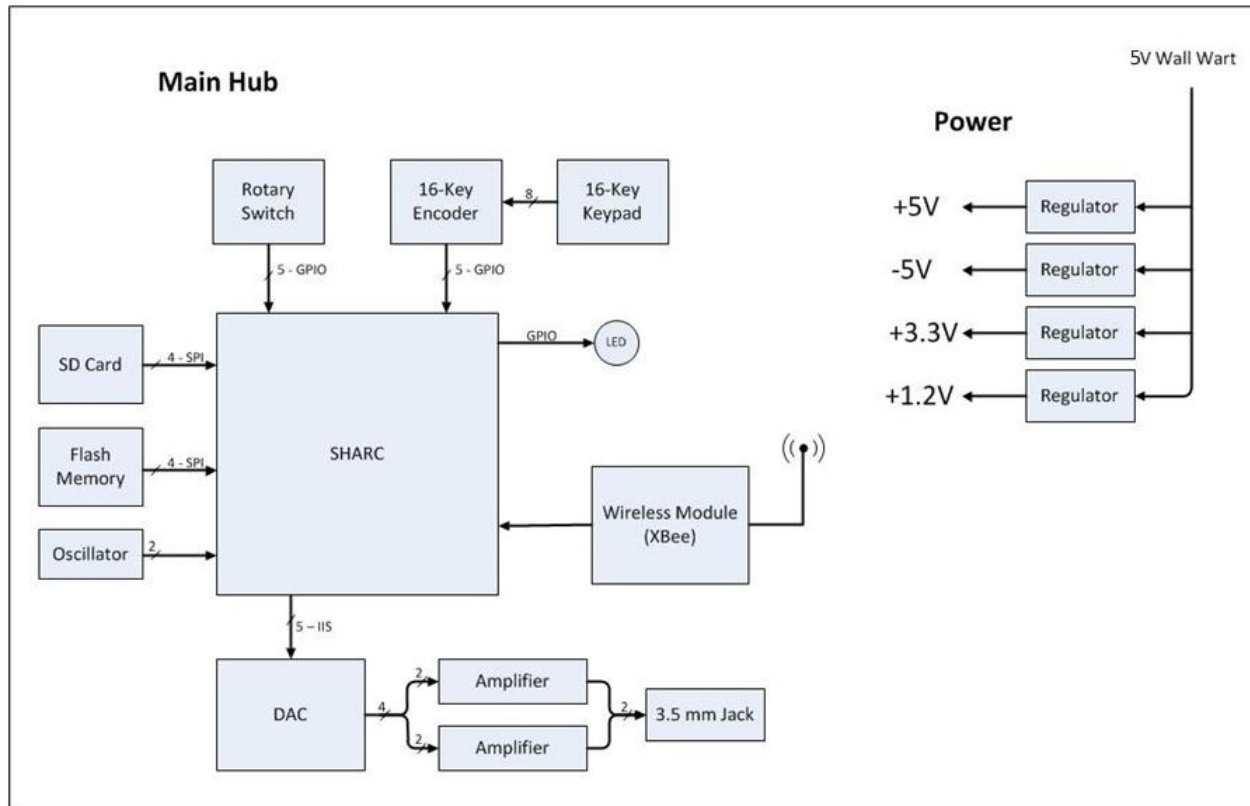 5V Wall Wart
Main Hub
Power
Rotary
Switch
16-Key
Encoder
8
16-Key
Keypad
+5V
Regulator
-5V
Regulator
+3.3V
Regulator
+1.2V
Regulator
5 - GPIO
5 - GPIO
SD Card
4 - SPI
GPIO
LED
Flash
Memory
4 - SPI
SHARC
Wireless Module
(XBee)
Oscillator
2
5 – IIS
DAC
4
2
Amplifier
2
Amplifier
2
3.5 mm Jack